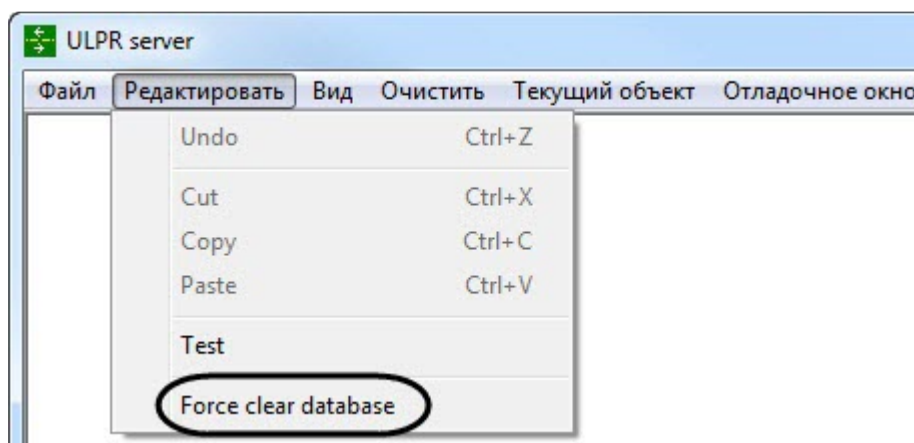 ULPR server
Файл Редактировать Вид Очистить Текущий объект Отладочное окно
Undo Ctrl+Z
Cut Ctrl+X
Copy Ctrl+C
Paste Ctrl+V
Test
Force clear database